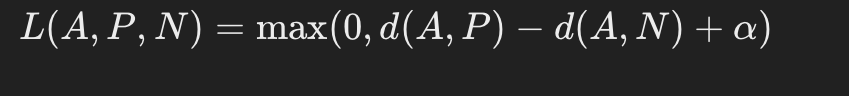 L(A, P, N) = max(0, d(A, P) − d(A, N) + α)